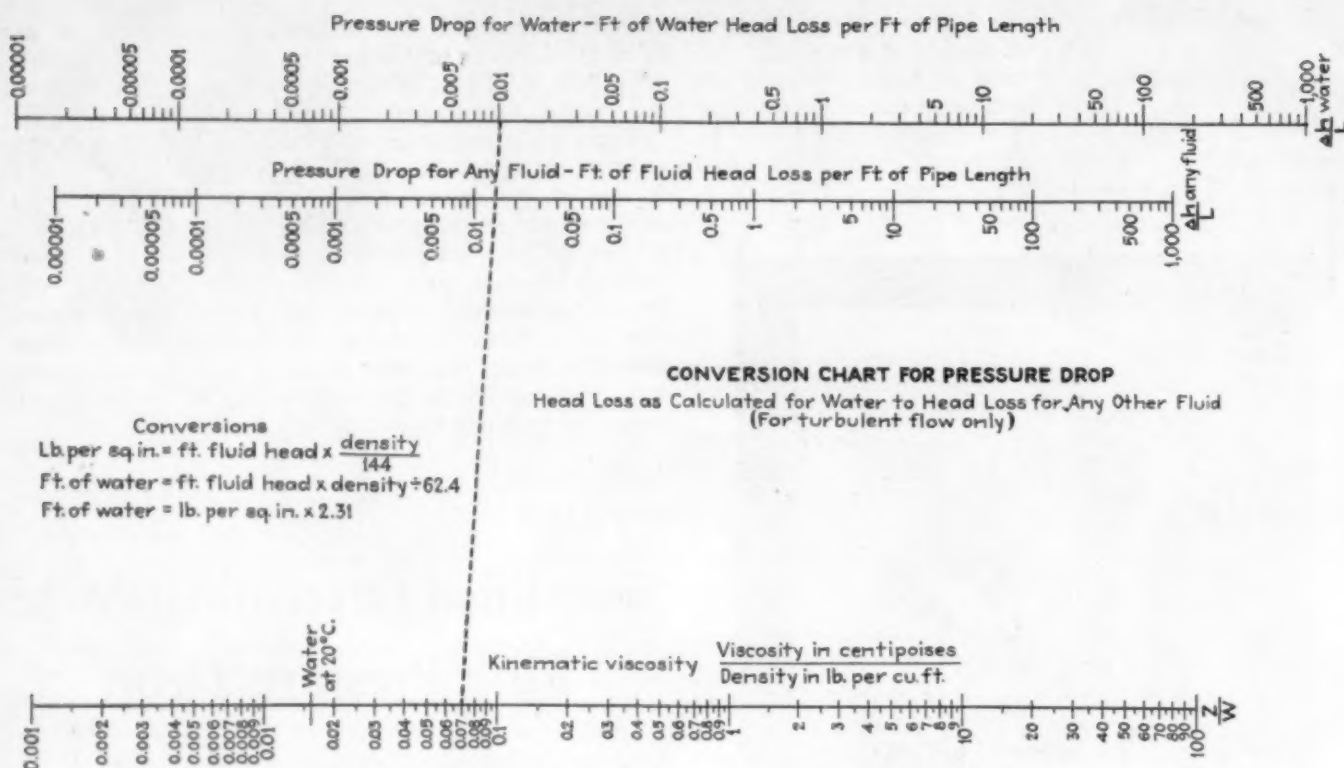 Pressure Drop for Water-Ft of Water Head Loss per Ft of Pipe Length
0.00001 0.00005 0.0001 0.0005 0.001 0.0005 0.01 0.05 0.1 0.5 1 5 10 50 100 500 1,000
Δh water
L
Pressure Drop for Any Fluid-Ft. of Fluid Head Loss per Ft of Pipe Length
0.00001 0.00005 0.0001 0.0005 0.001 0.005 0.01 0.05 0.1 0.5 1 5 10 50 100 500 1,000
Δh any fluid
L
CONVERSION CHART FOR PRESSURE DROP
Head Loss as Calculated for Water to Head Loss for Any Other Fluid
(For turbulent flow only)
Conversions
Lb. per sq. in. = ft. fluid head x density
144
Ft. of water = ft. fluid head x density ÷ 62.4
Ft. of water = lb. per sq. in. x 2.31
Water
at 20°C.
Kinematic viscosity Viscosity in centipoises
Density in lb. per cu. ft.
0.001 0.002 0.003 0.004 0.005 0.006 0.007 0.008 0.009 0.01 0.02 0.03 0.04 0.05 0.06 0.07 0.08 0.09 0.1 0.2 0.3 0.4 0.5 0.6 0.7 0.8 0.9 1 2 3 4 5 6 7 8 9 10 20 30 40 50 60 70 80 90 100
Z
W